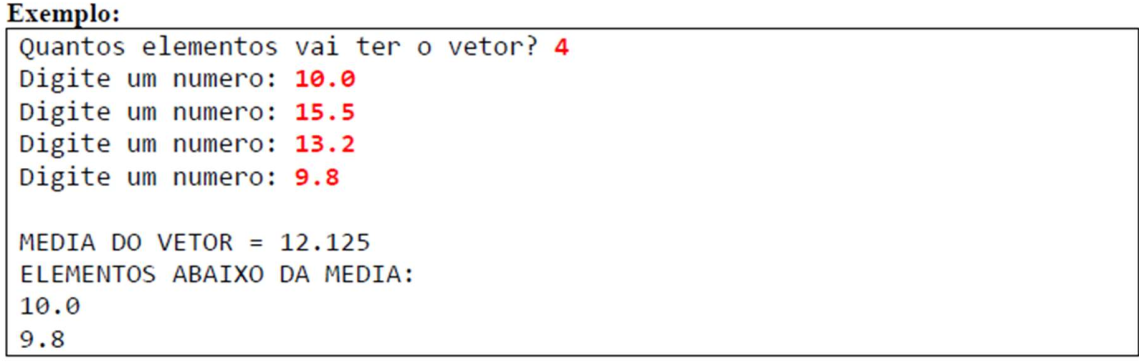 Exemplo:
Quantos elementos vai ter o vetor? 4
Digite um numero: 10.0
Digite um numero: 15.5
Digite um numero: 13.2
Digite um numero: 9.8
MEDIA DO VETOR = 12.125
ELEMENTOS ABAIXO DA MEDIA:
10.0
9.8